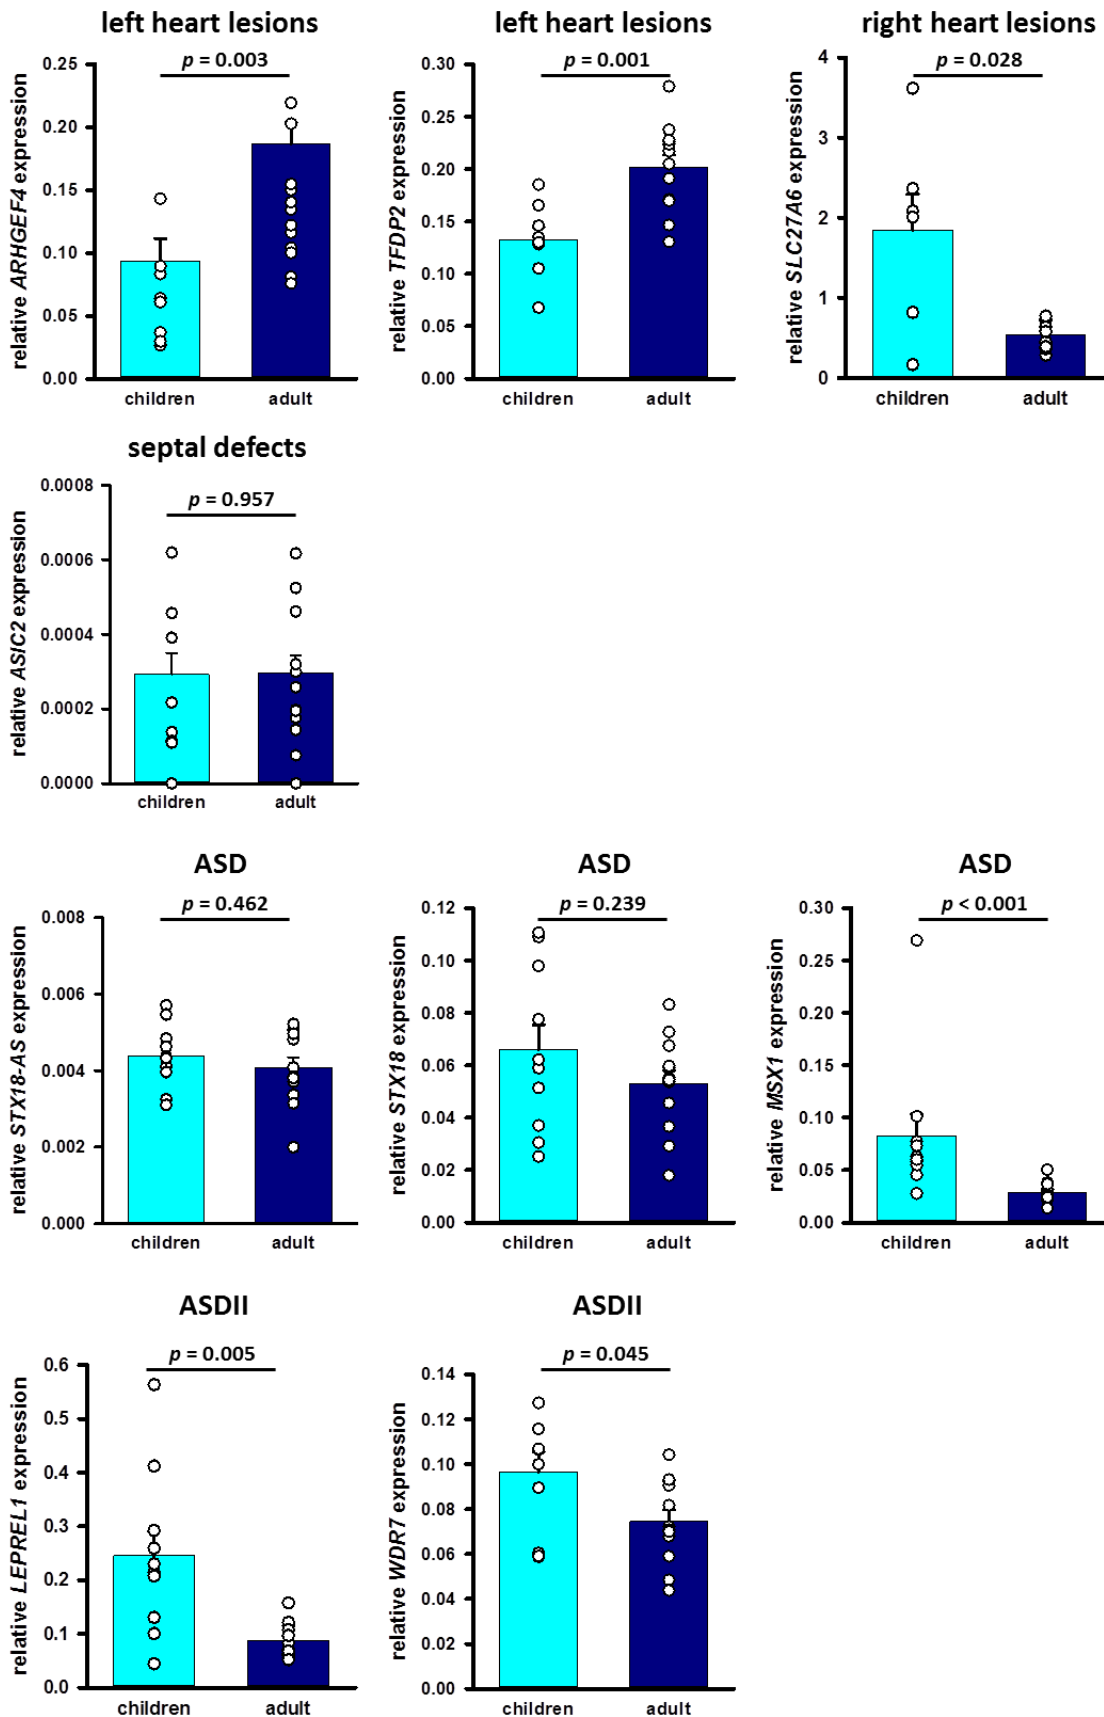 left heart lesions
relative ARHGEF4 expression
0.25
0.20
0.15
0.10
0.05
0.00
p = 0.003
children adult
left heart lesions
relative TFDP2 expression
0.30
0.25
0.20
0.15
0.10
0.05
0.00
p = 0.001
children adult
right heart lesions
relative SLC27A6 expression
4
3
2
1
0
p = 0.028
children adult
septal defects
relative ASIC2 expression
0.0008
0.0006
0.0004
0.0002
0.0000
p = 0.957
children adult
ASD
relative STX18-AS expression
0.008
0.006
0.004
0.002
0.000
p = 0.462
children adult
ASD
relative STX18 expression
0.12
0.10
0.08
0.06
0.04
0.02
0.00
p = 0.239
children adult
ASD
relative MSX1 expression
0.30
0.25
0.20
0.15
0.10
0.05
0.00
p < 0.001
children adult
ASDII
relative LEPREL1 expression
0.6
0.5
0.4
0.3
0.2
0.1
0.0
p = 0.005
children adult
ASDII
relative WDR7 expression
0.14
0.12
0.10
0.08
0.06
0.04
0.02
0.00
p = 0.045
children adult